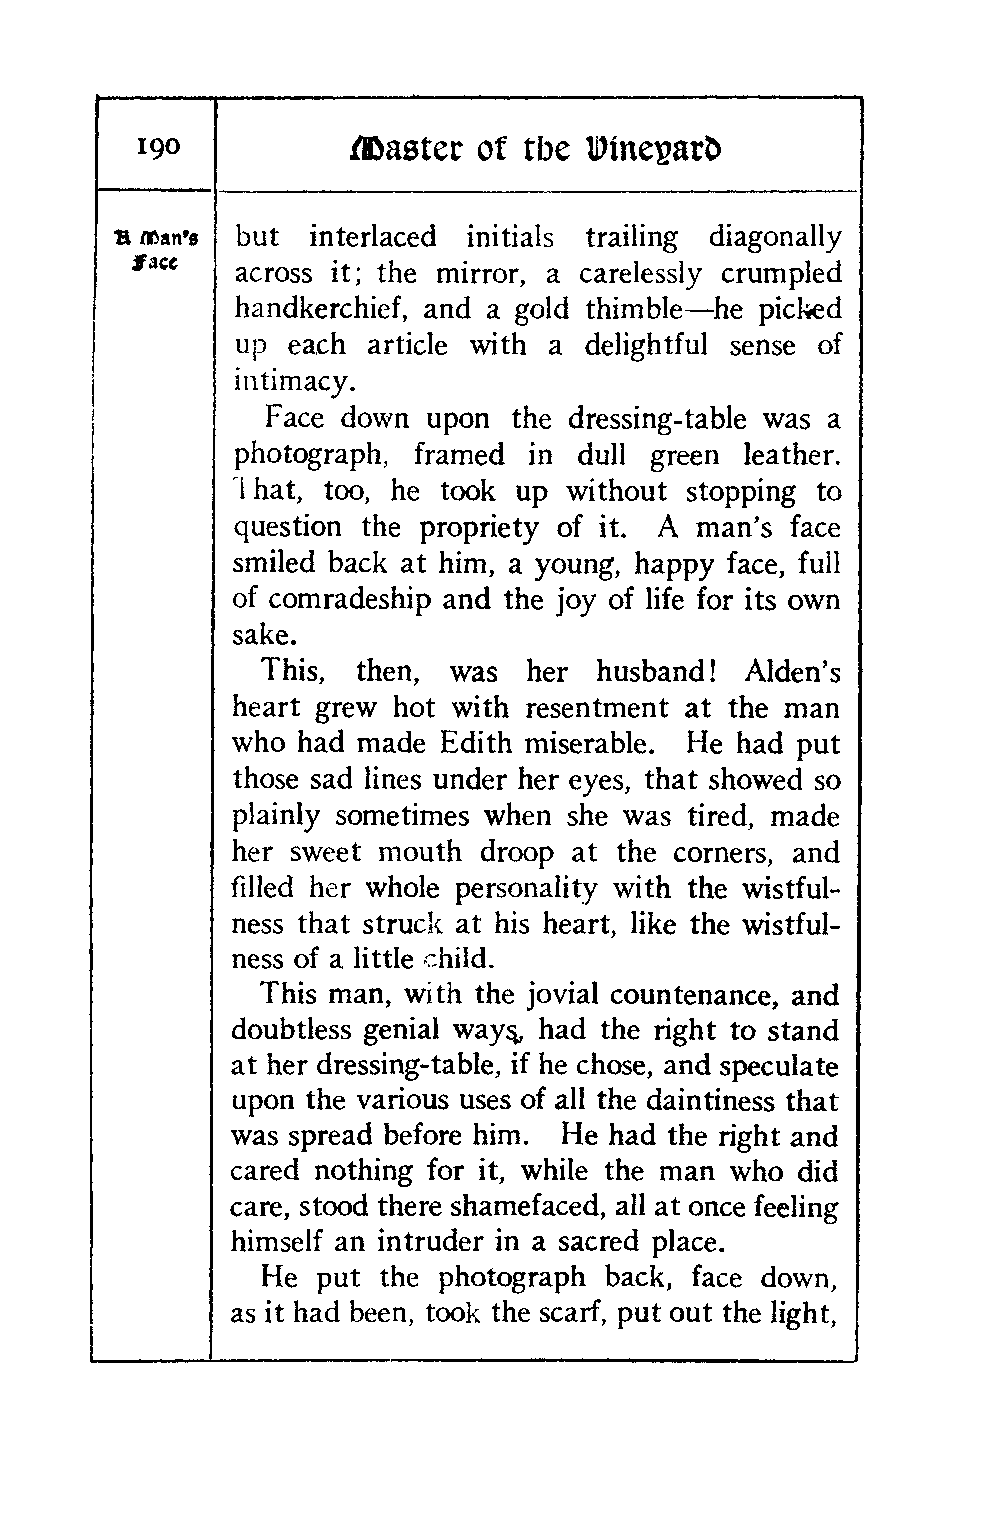 190
Master of the Vineyard
A Man's
Face
but interlaced initials trailing diagonally
across it; the mirror, a carelessly crumpled
handkerchief, and a gold thimble—he picked
up each article with a delightful sense of
intimacy.
Face down upon the dressing-table was a
photograph, framed in dull green leather.
That, too, he took up without stopping to
question the propriety of it. A man's face
smiled back at him, a young, happy face, full
of comradeship and the joy of life for its own
sake.
This, then, was her husband! Alden's
heart grew hot with resentment at the man
who had made Edith miserable. He had put
those sad lines under her eyes, that showed so
plainly sometimes when she was tired, made
her sweet mouth droop at the corners, and
filled her whole personality with the wistful-
ness that struck at his heart, like the wistful-
ness of a little child.
This man, with the jovial countenance, and
doubtless genial ways, had the right to stand
at her dressing-table, if he chose, and speculate
upon the various uses of all the daintiness that
was spread before him. He had the right and
cared nothing for it, while the man who did
care, stood there shamefaced, all at once feeling
himself an intruder in a sacred place.
He put the photograph back, face down,
as it had been, took the scarf, put out the light,